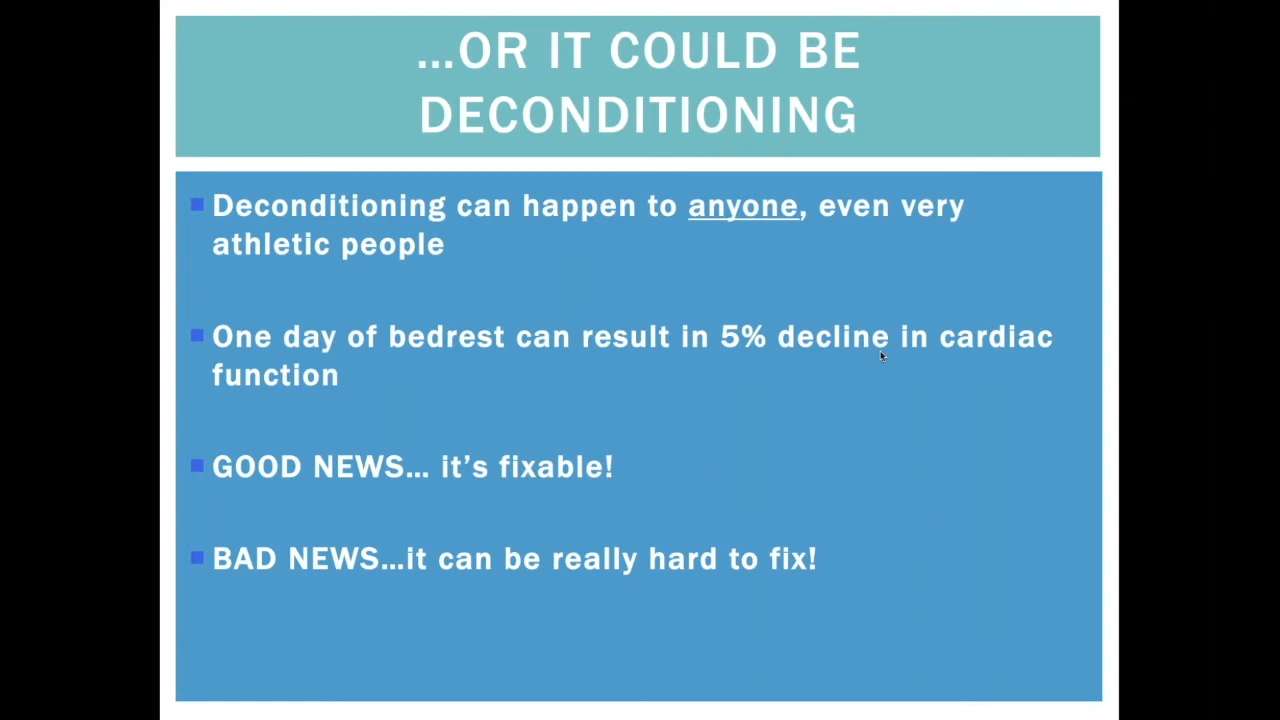 ...OR IT COULD BE
DECONDITIONING
Deconditioning can happen to anyone, even very
athletic people
One day of bedrest can result in 5% decline in cardiac
function
GOOD NEWS... it’s fixable!
BAD NEWS...it can be really hard to fix!